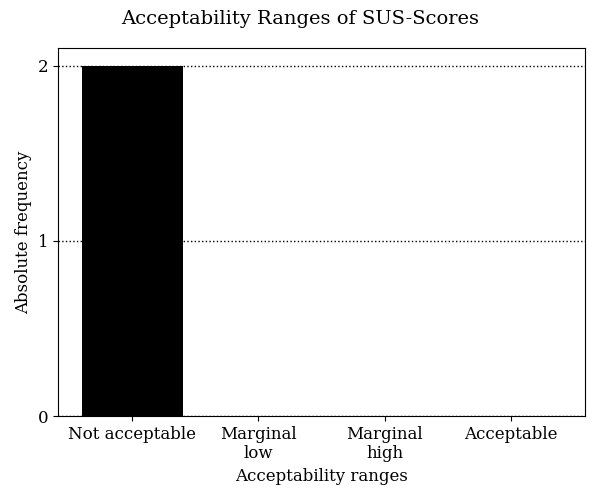 Acceptability Ranges of SUS-Scores
Absolute frequency
2
1
0
Not acceptable
Marginal
low
Marginal
high
Acceptable
Acceptability ranges